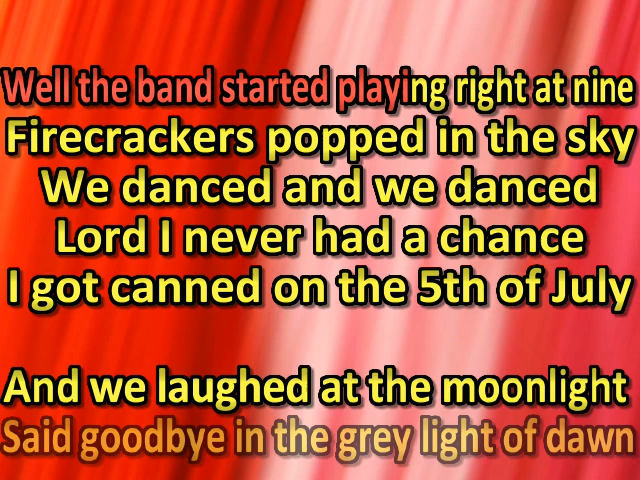 Well the band started playing right at nine
Firecrackers popped in the sky
We danced and we danced
Lord I never had a chance
I got canned on the 5th of July
And we laughed at the moonlight
Said goodbye in the grey light of dawn